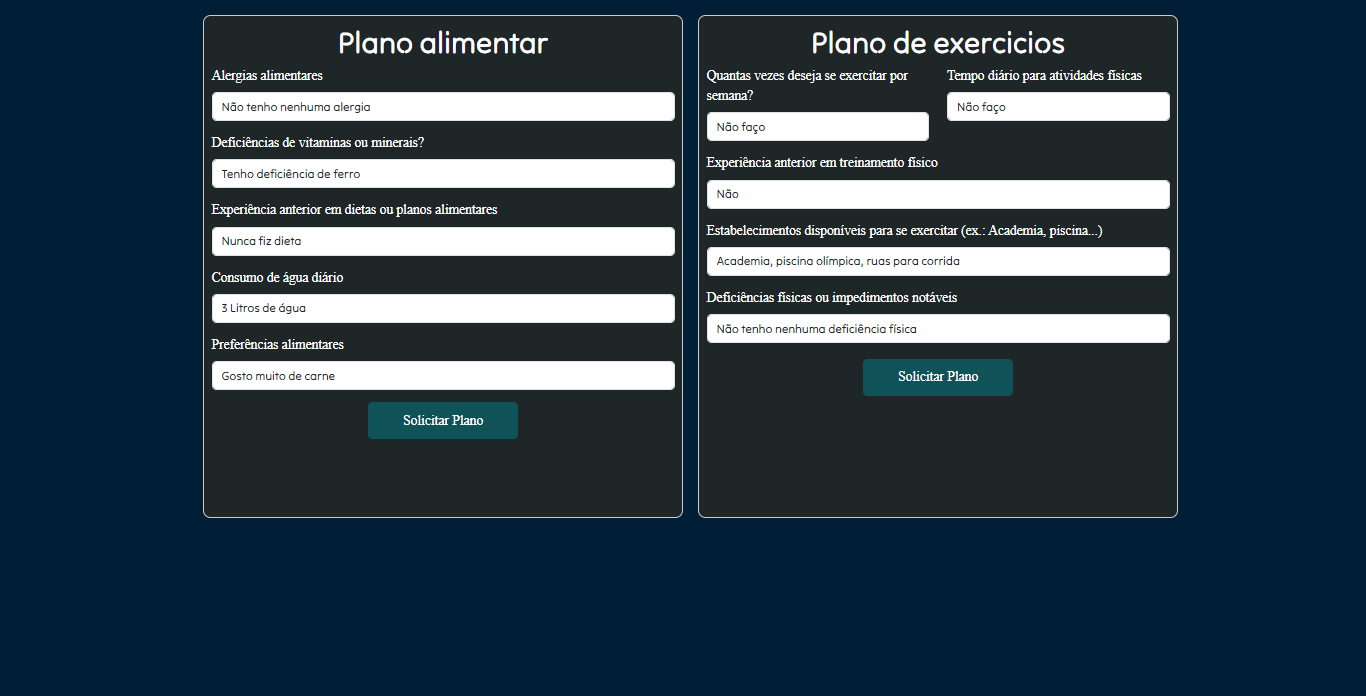 Plano alimentar
Alergias alimentares
Não tenho nenhuma alergia
Deficiências de vitaminas ou minerais?
Tenho deficiência de ferro
Experiência anterior em dietas ou planos alimentares
Nunca fiz dieta
Consumo de água diário
3 Litros de água
Preferências alimentares
Gosto muito de carne
Solicitar Plano
Plano de exercicios
Quantas vezes deseja se exercitar por
semana?
Não faço
Tempo diário para atividades físicas
Não faço
Experiência anterior em treinamento físico
Não
Estabelecimentos disponíveis para se exercitar (ex.: Academia, piscina...)
Academia, piscina olímpica, ruas para corrida
Deficiências físicas ou impedimentos notáveis
Não tenho nenhuma deficiência física
Solicitar Plano